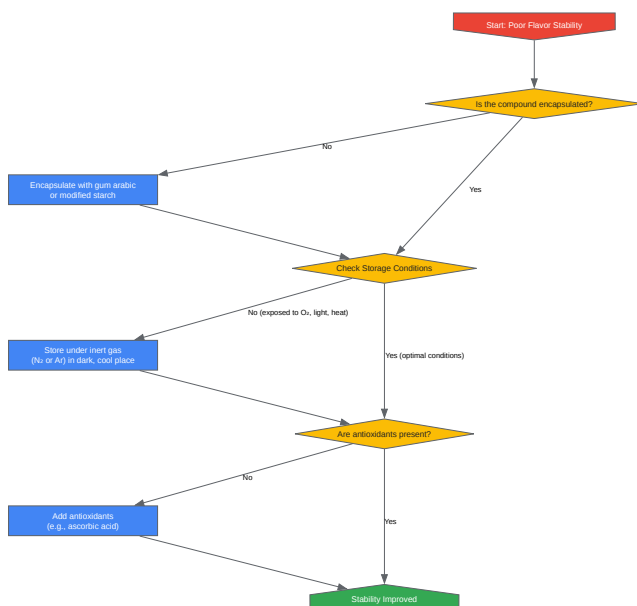 Start: Poor Flavor Stability
Is the compound encapsulated?
No
Yes
Encapsulate with gum arabic
or modified starch
Check Storage Conditions
No (exposed to O₂, light, heat)
Yes (optimal conditions)
Store under inert gas
(N₂ or Ar) in dark, cool place
Are antioxidants present?
No
Yes
Add antioxidants
(e.g., ascorbic acid)
Stability Improved